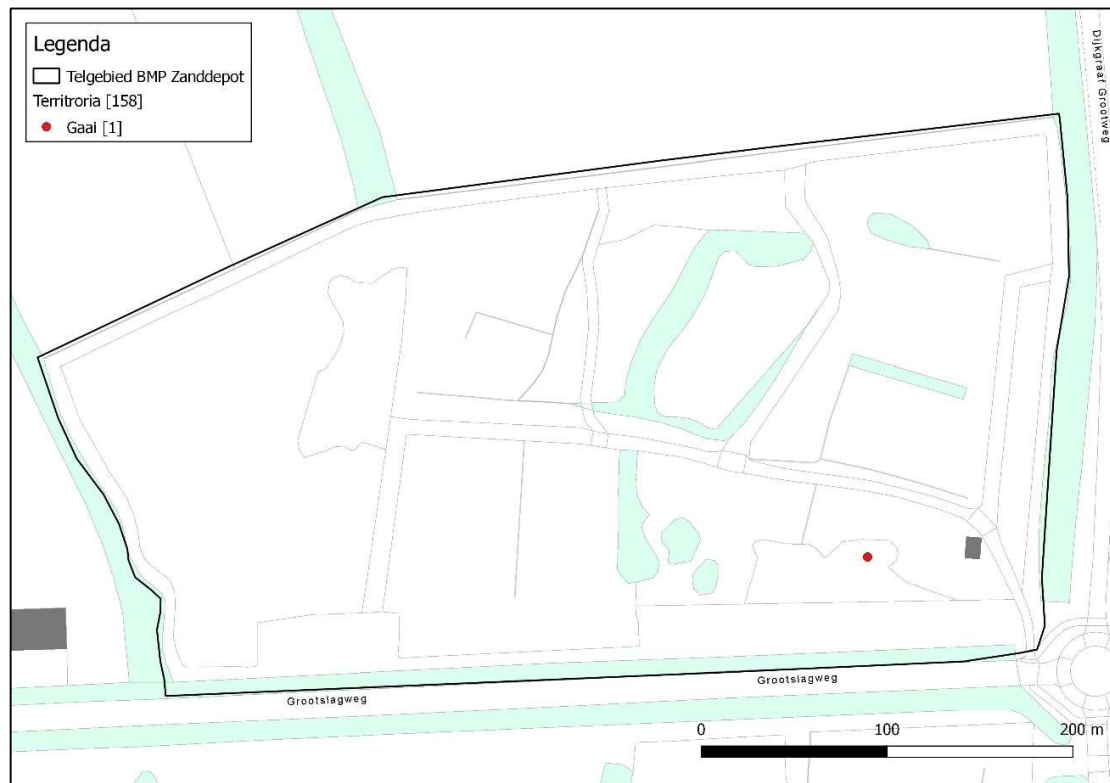 Legenda
Telgebied BMP Zanddepot
Territroria [158]
Gaai [1]
Dijkgraaf Grootweg
Grootslagweg
Grootslagweg
0 100 200 m